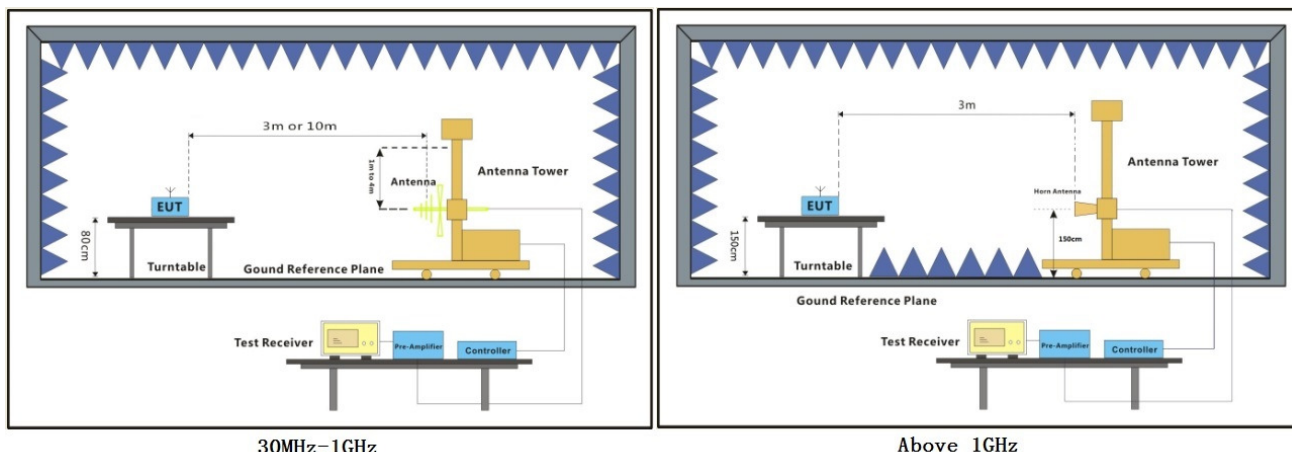 3m or 10m
1m to 4m
Antenna
Antenna Tower
EUT
80cm
Turntable
Gound Reference Plane
Test Receiver
Pre-Amplifier
Controller
30MHz-1GHz
3m
Antenna Tower
Horn Antenna
EUT
150cm
150cm
Turntable
Gound Reference Plane
Test Receiver
Pre-Amplifier
Controller
Above 1GHz